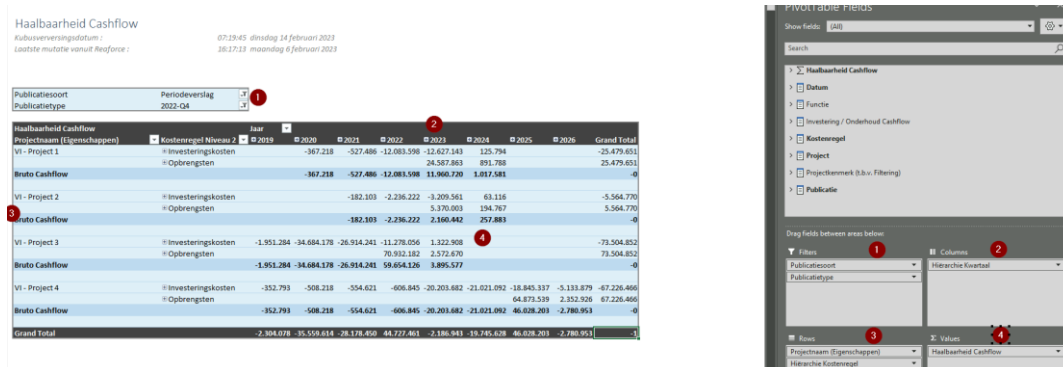 Haalbaarheid Cashflow
Kubusverversingsdatum : 07:19:45 dinsdag 14 februari 2023
Laatste mutatie vanuit Reaforce : 16:17:13 maandag 6 februari 2023
Publicatiesoort Periodeverslag
Publicatietype 2022-Q4
1
Haalbaarheid Cashflow Jaar 2
Projectnaam (Eigenschappen) Kostenregel Niveau 2 2019 2020 2021 2022 2023 2024 2025 2026 Grand Total
VI - Project 1 Investeringskosten -367.218 -527.486 -12.083.598 -12.627.143 125.794 -25.479.651
Opbrengsten 24.587.863 891.788 25.479.651
Bruto Cashflow -367.218 -527.486 -12.083.598 11.960.720 1.017.581 -0
VI - Project 2 Investeringskosten -182.103 -2.236.222 -3.209.561 63.116 -5.564.770
Opbrengsten 5.370.003 194.767 5.564.770
3 Bruto Cashflow -182.103 -2.236.222 2.160.442 257.883 -0
VI - Project 3 Investeringskosten -1.951.284 -34.684.178 -26.914.241 -11.278.056 1.322.908 4 -73.504.852
Opbrengsten 70.932.182 2.572.670 73.504.852
Bruto Cashflow -1.951.284 -34.684.178 -26.914.241 59.654.126 3.895.577 -0
VI - Project 4 Investeringskosten -352.793 -508.218 -554.621 -606.845 -20.203.682 -21.021.092 -18.845.337 -5.133.879 -67.226.466
Opbrengsten 64.873.539 2.352.926 67.226.466
Bruto Cashflow -352.793 -508.218 -554.621 -606.845 -20.203.682 -21.021.092 46.028.203 -2.780.953 -0
Grand Total -2.304.078 -35.559.614 -28.178.450 44.727.461 -2.186.943 -19.745.628 46.028.203 -2.780.953 -1
PivotTable Fields
Show fields: (All)
Search
Haalbaarheid Cashflow
Datum
Functie
Investering / Onderhoud Cashflow
Kostenregel
Project
Projectkenmerk (t.b.v. Filtering)
Publicatie
Drag fields between areas below:
Filters 1 Columns 2
Publicatiesoort Hiërarchie Kwartaal
Publicatietype
Rows 3 Values 4
Projectnaam (Eigenschappen) Haalbaarheid Cashflow
Hiërarchie Kostenregel